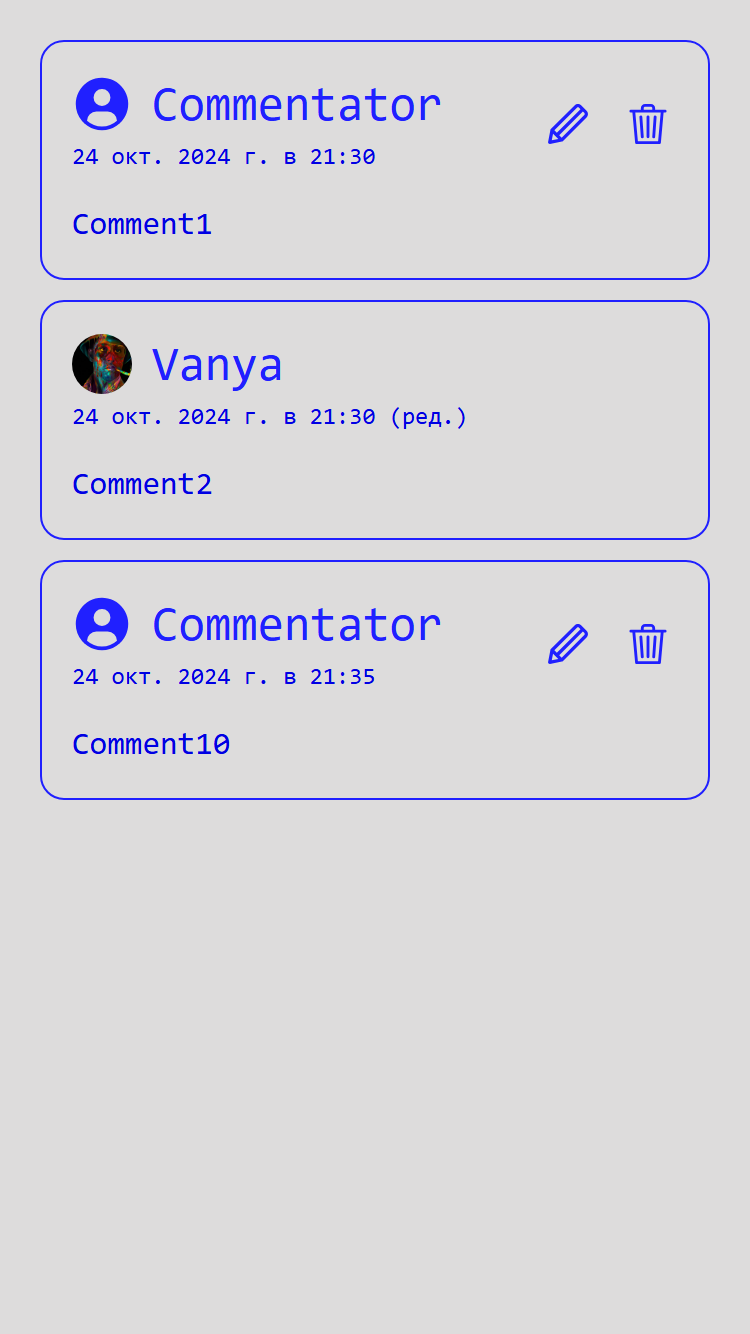 Commentator
24 окт. 2024 г. в 21:30
Comment1
Vanya
24 окт. 2024 г. в 21:30 (ред.)
Comment2
Commentator
24 окт. 2024 г. в 21:35
Comment10